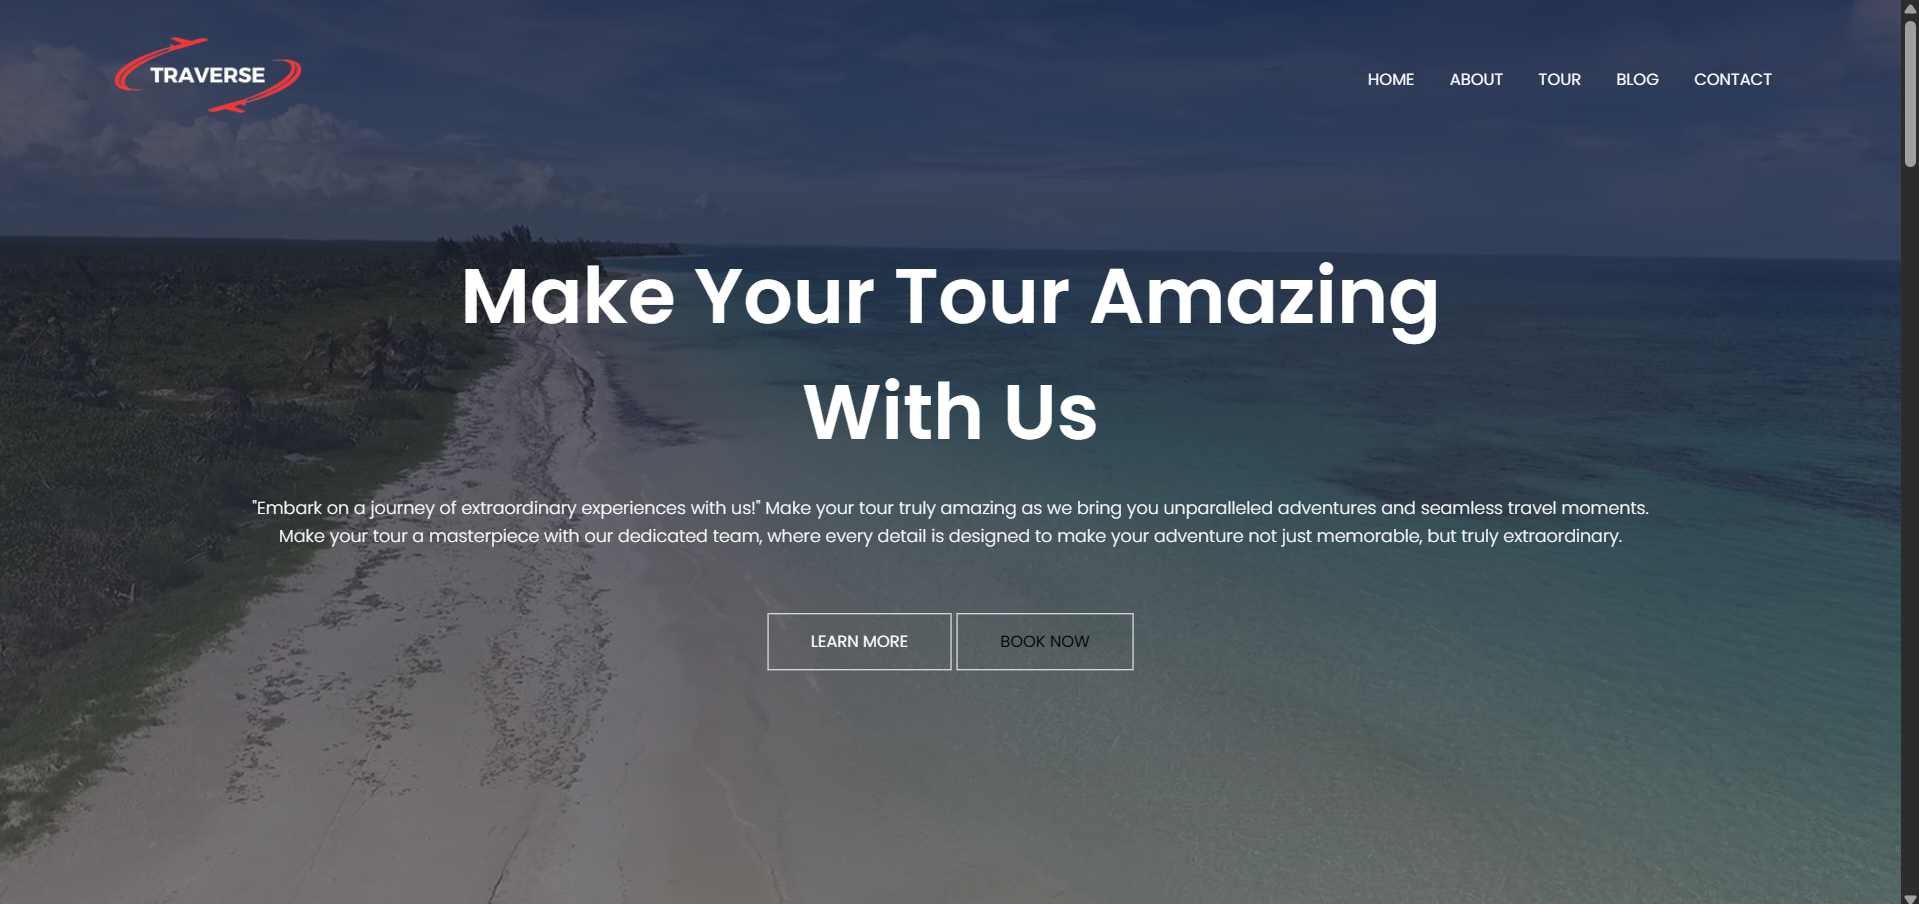 TRAVERSE
HOME ABOUT TOUR BLOG CONTACT
Make Your Tour Amazing
With Us
"Embark on a journey of extraordinary experiences with us!" Make your tour truly amazing as we bring you unparalleled adventures and seamless travel moments.
Make your tour a masterpiece with our dedicated team, where every detail is designed to make your adventure not just memorable, but truly extraordinary.
LEARN MORE BOOK NOW